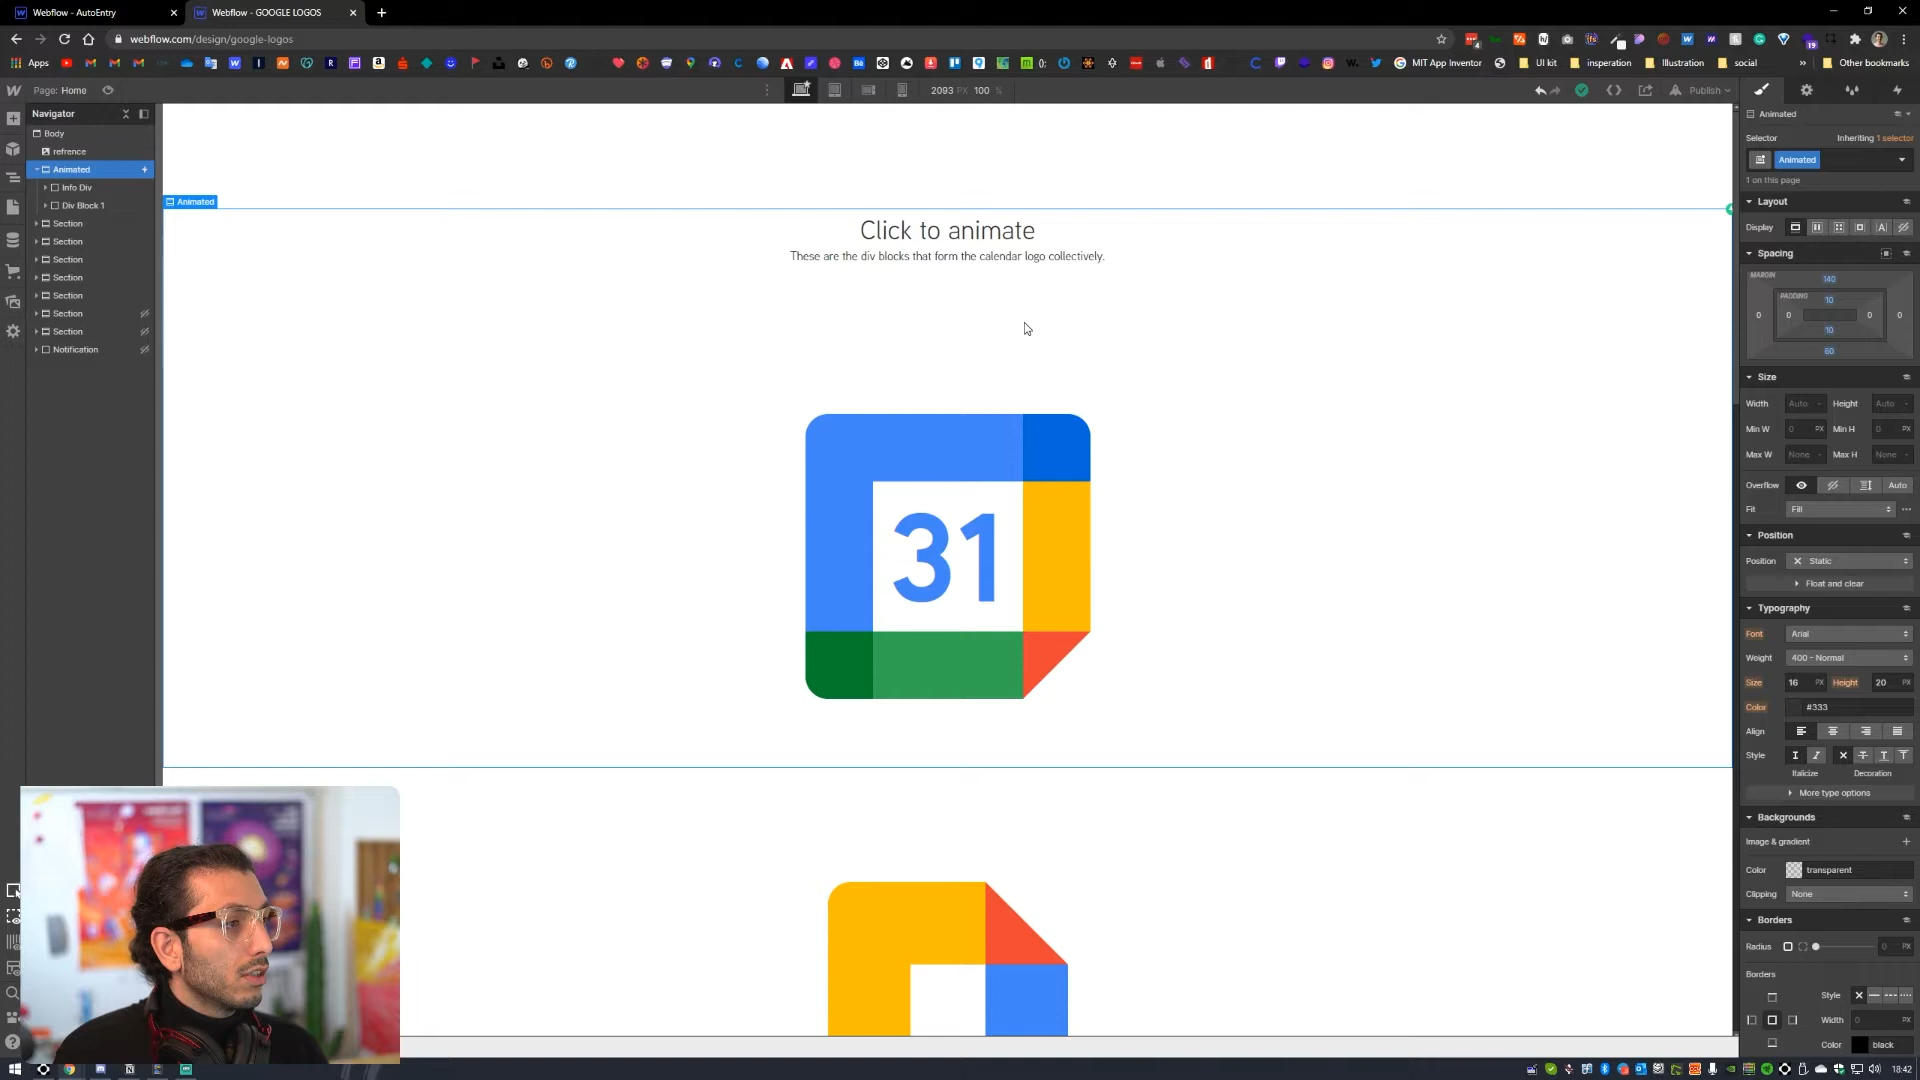 Webflow - AutoEntry
Webflow - GOOGLE LOGOS
webflow.com/design/google-logos
Apps
MIT App Inventor
UI kit
insperation
Illustration
social
Other bookmarks
Page: Home
2093 PX 100 %
Publish
Navigator
Body
refrence
Animated
Info Div
Div Block 1
Section
Section
Section
Section
Section
Section
Section
Notification
Animated
Click to animate
These are the div blocks that form the calendar logo collectively.
31
Animated
Selector
Inheriting 1 selector
Animated
1 on this page
Layout
Display
Spacing
MARGIN
140
PADDING
10
0 0 0 0
10
60
Size
Width Auto - Height Auto -
Min W 0 PX Min H 0 PX
Max W None - Max H None -
Overflow Auto
Fit Fill
Position
Position Static
Float and clear
Typography
Font Arial
Weight 400 - Normal
Size 16 PX Height 20 PX
Color #333
Align
Style
Italicize Decoration
More type options
Backgrounds
Image & gradient
Color transparent
Clipping None
Borders
Radius 0 PX
Borders
Style
Width 0 PX
Color black
18:42